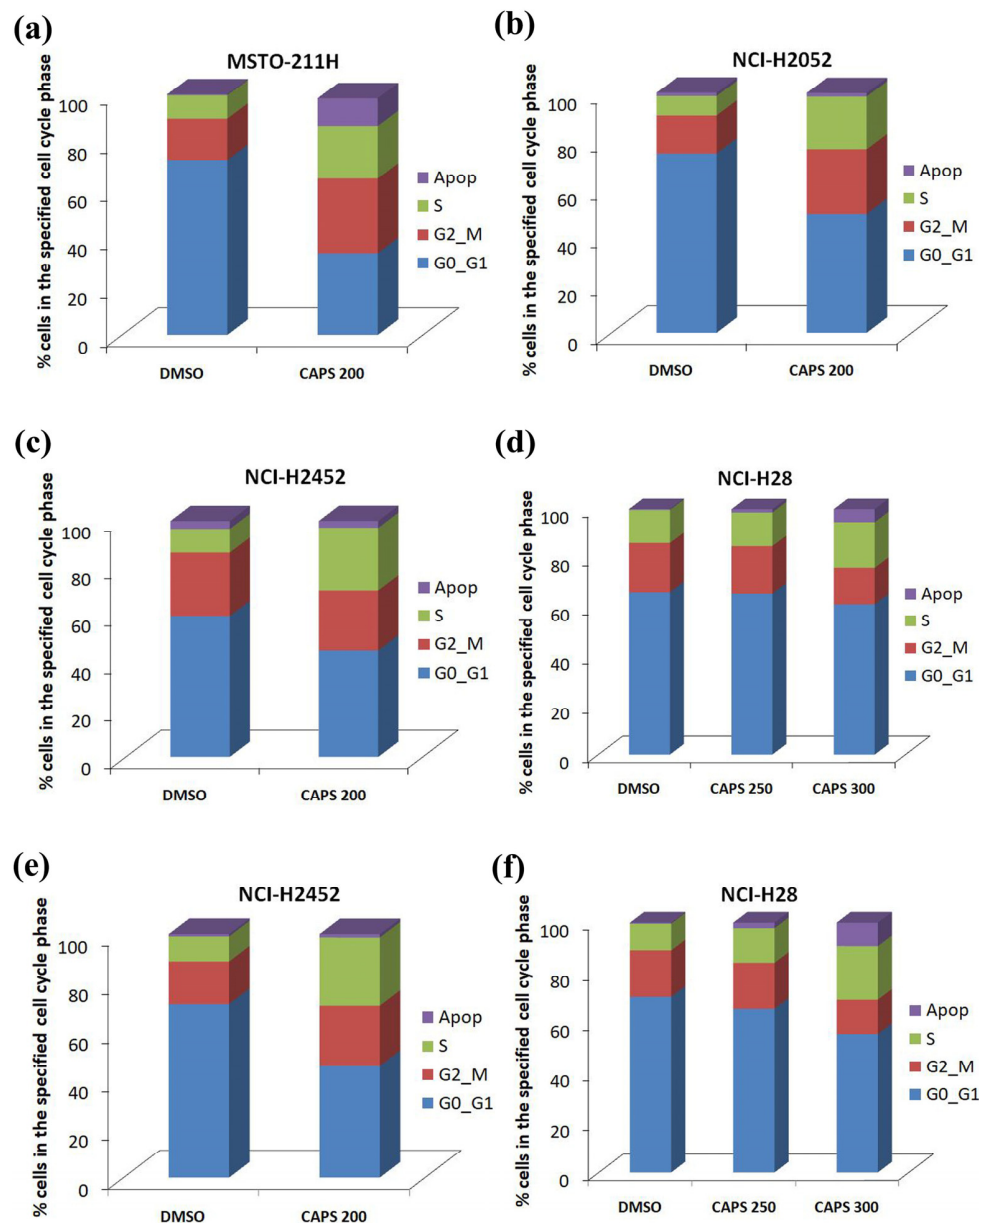 (a)
MSTO-211H
% cells in the specified cell cycle phase
100
80
60
40
20
0
DMSO
CAPS 200
Apop
S
G2_M
G0_G1
(b)
NCI-H2052
% cells in the specified cell cycle phase
100
80
60
40
20
0
DMSO
CAPS 200
Apop
S
G2_M
G0_G1
(c)
NCI-H2452
% cells in the specified cell cycle phase
100
80
60
40
20
0
DMSO
CAPS 200
Apop
S
G2_M
G0_G1
(d)
NCI-H28
% cells in the specified cell cycle phase
100
80
60
40
20
0
DMSO
CAPS 250
CAPS 300
Apop
S
G2_M
G0_G1
(e)
NCI-H2452
% cells in the specified cell cycle phase
100
80
60
40
20
0
DMSO
CAPS 200
Apop
S
G2_M
G0_G1
(f)
NCI-H28
% cells in the specified cell cycle phase
100
80
60
40
20
0
DMSO
CAPS 250
CAPS 300
Apop
S
G2_M
G0_G1